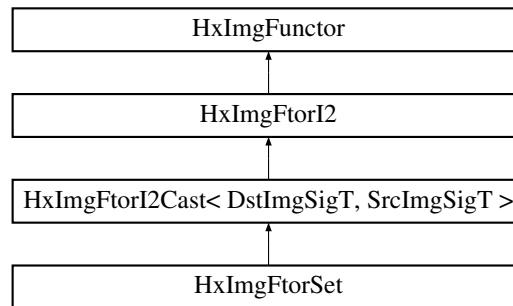 HxImgFunctor
HxImgFtorI2
HxImgFtorI2Cast< DstImgSigT, SrcImgSigT >
HxImgFtorSet